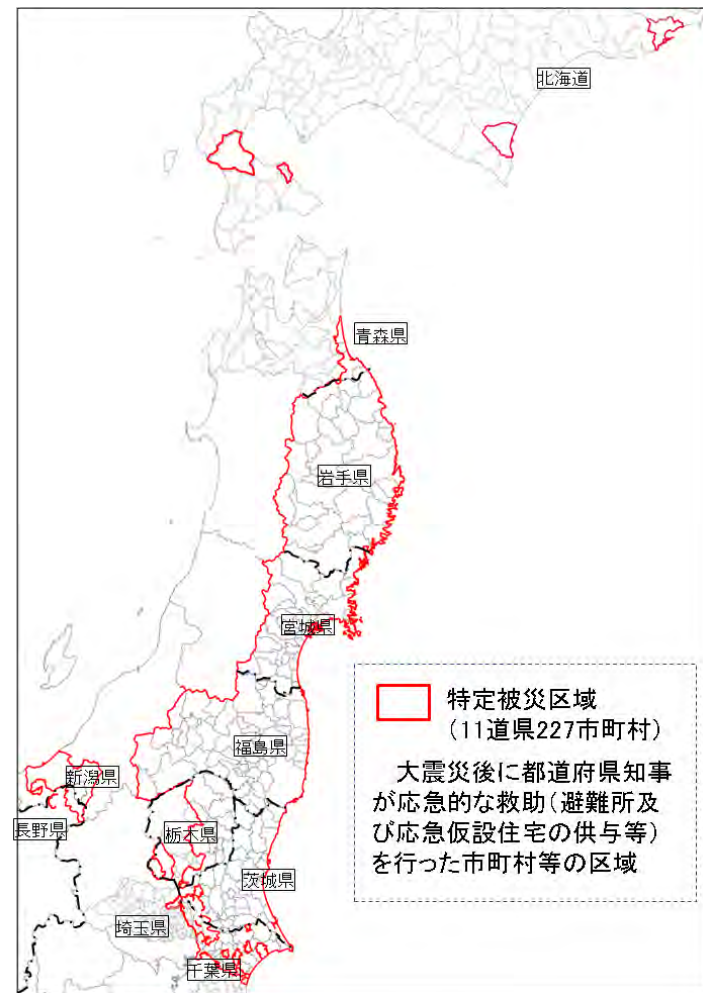 北海道
青森県
岩手県
宮城県
福島県
新潟県
長野県
栃木県
茨城県
埼玉県
千葉県
特定被災区域
(11道県227市町村)
大震災後に都道府県知事
が応急的な救助(避難所及
び応急仮設住宅の供与等)
を行った市町村等の区域